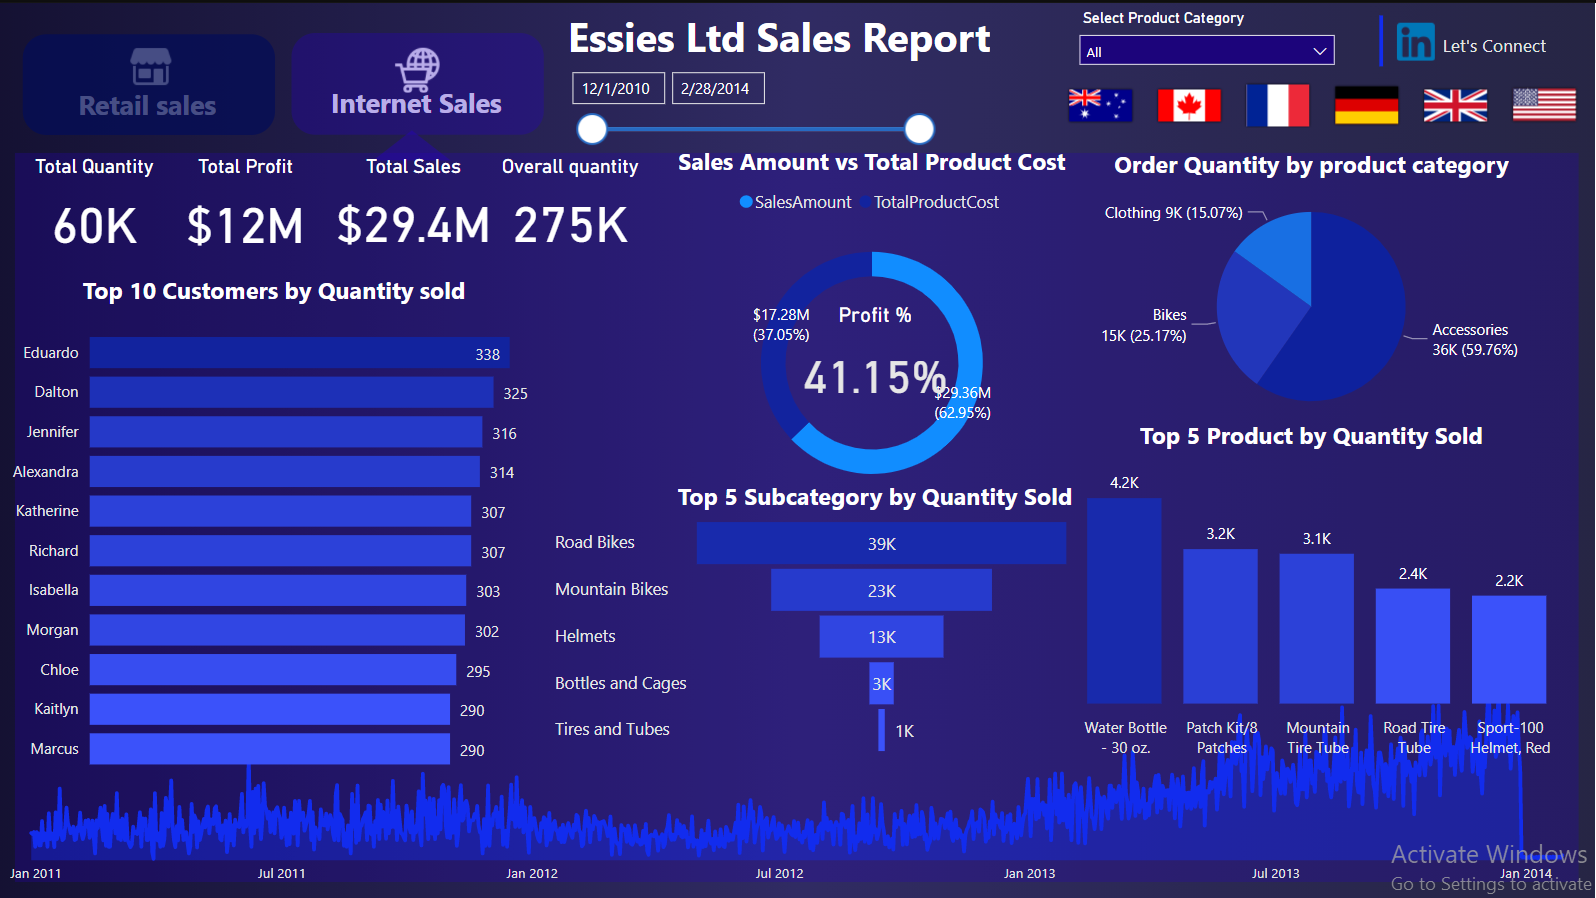 Retail sales
Internet Sales
Essies Ltd Sales Report
12/1/2010
2/28/2014
Select Product Category
All
in
Let's Connect
Total Quantity
60K
Total Profit
$12M
Total Sales
$29.4M
Overall quantity
275K
Top 10 Customers by Quantity sold
Eduardo 338
Dalton 325
Jennifer 316
Alexandra 314
Katherine 307
Richard 307
Isabella 303
Morgan 302
Chloe 295
Kaitlyn 290
Marcus 290
Sales Amount vs Total Product Cost
SalesAmount TotalProductCost
$17.28M
(37.05%)
Profit %
41.15%
$29.36M
(62.95%)
Top 5 Subcategory by Quantity Sold
Road Bikes 39K
Mountain Bikes 23K
Helmets 13K
Bottles and Cages 3K
Tires and Tubes 1K
Order Quantity by product category
Clothing 9K (15.07%)
Bikes
15K (25.17%)
Accessories
36K (59.76%)
Top 5 Product by Quantity Sold
4.2K
3.2K
3.1K
2.4K
2.2K
Water Bottle
- 30 oz.
Patch Kit/8
Patches
Mountain
Tire Tube
Road Tire
Tube
Sport-100
Helmet, Red
Jan 2011
Jul 2011
Jan 2012
Jul 2012
Jan 2013
Jul 2013
Jan 2014
Activate Windows
Go to Settings to activate